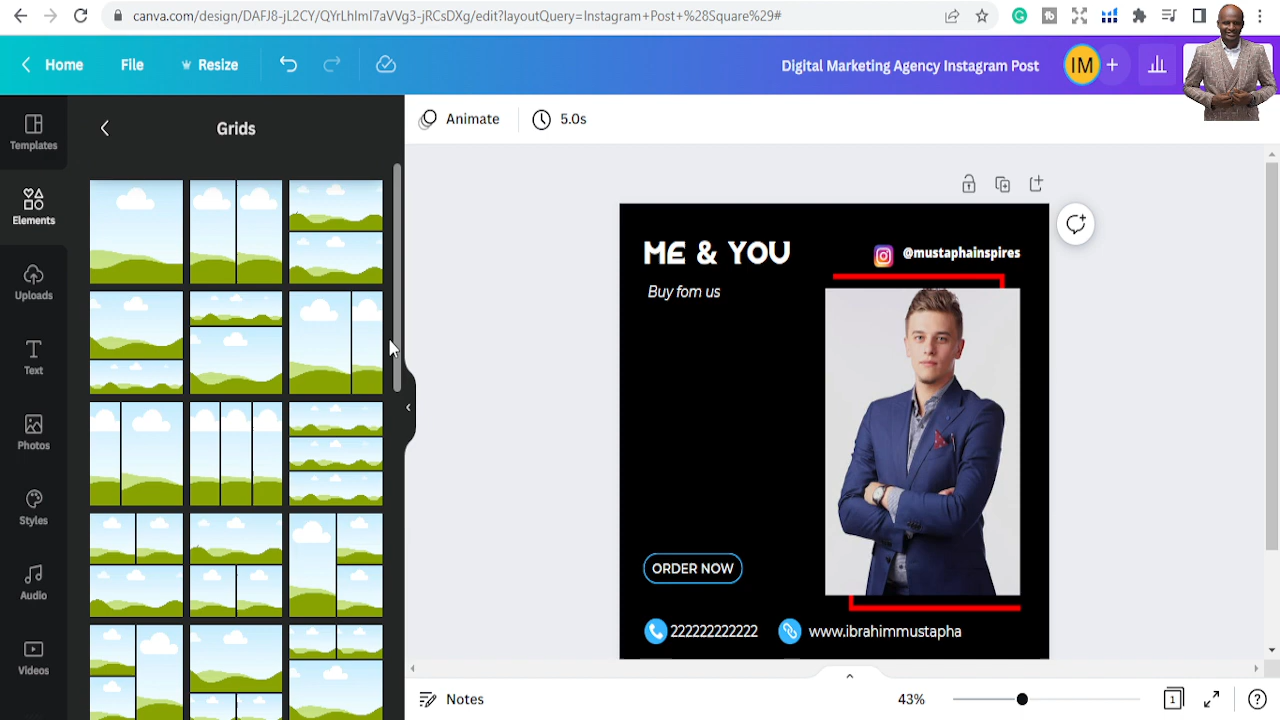 canva.com/design/DAFJ8-jL2CY/QYrLhlmI7aVVg3-jRCsDXg/edit?layoutQuery=Instagram+Post+%28Square%29#
Home
File
Resize
Digital Marketing Agency Instagram Post
IM
Templates
Elements
Uploads
Text
Photos
Styles
Audio
Videos
Grids
Animate
5.0s
ME & YOU
@mustaphainspires
Buy fom us
ORDER NOW
222222222222
www.ibrahimmustapha
Notes
43%
1